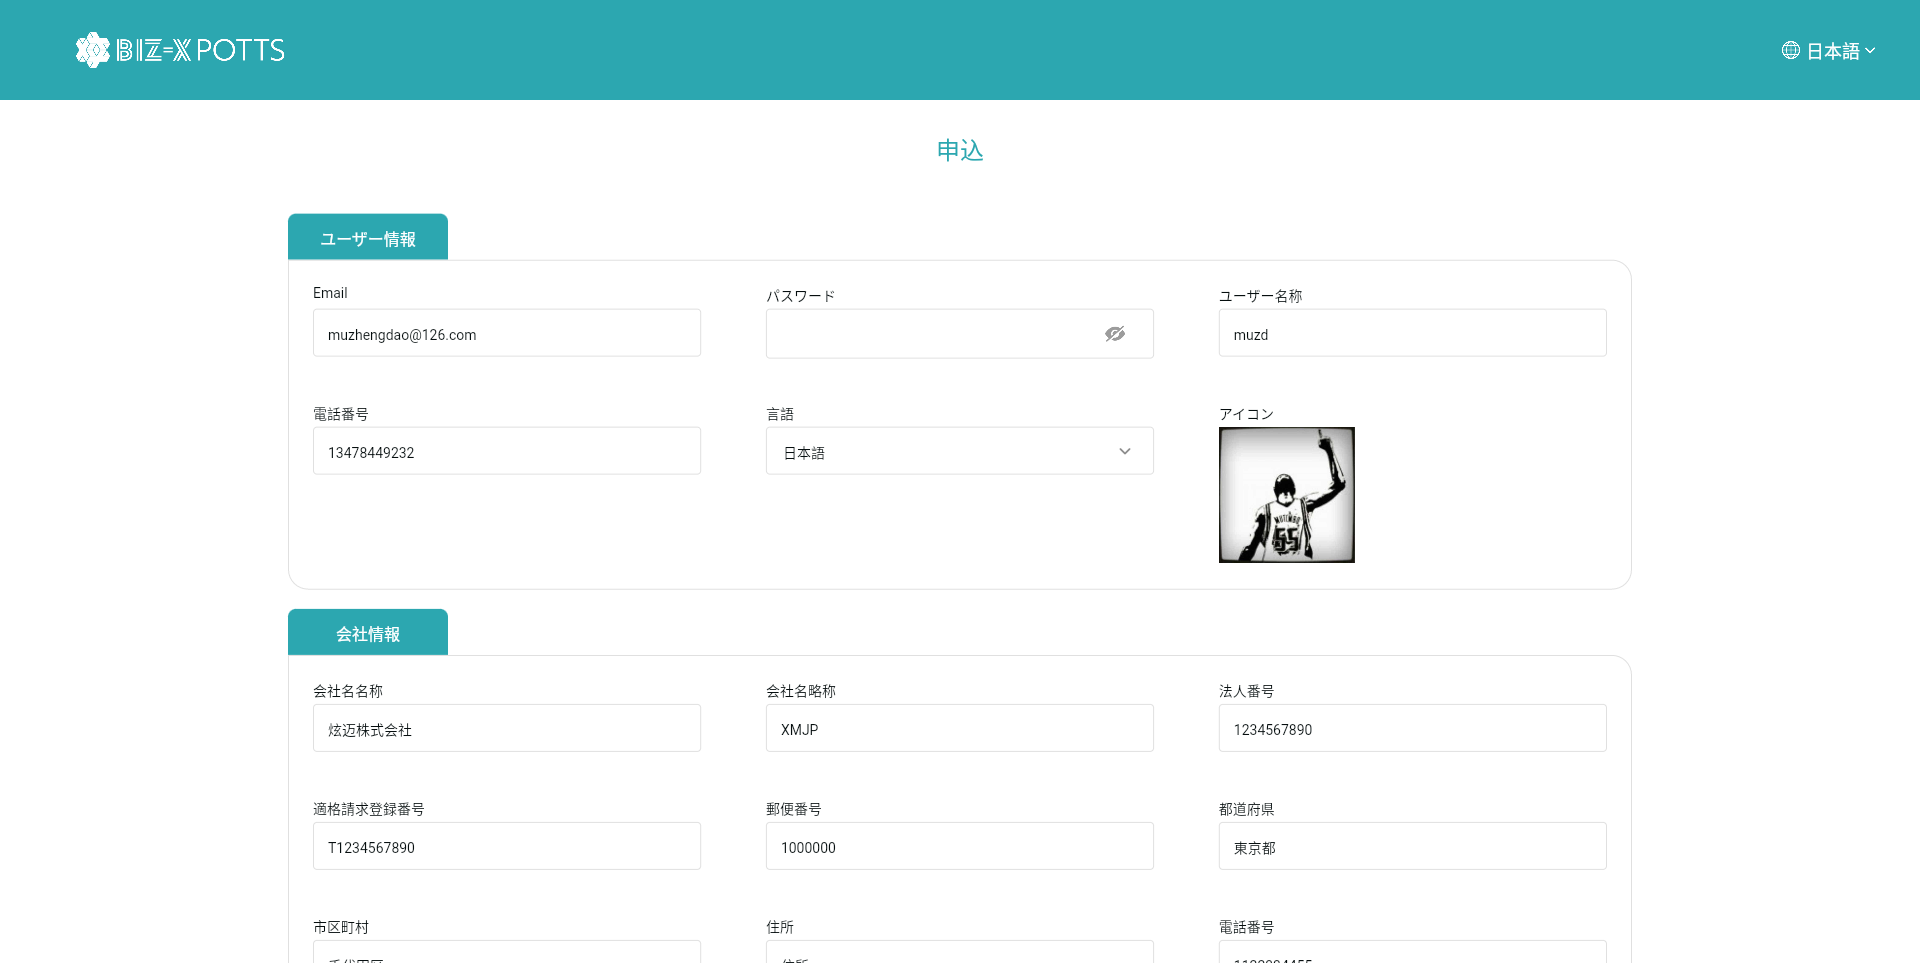 BIZ=X POTTS
日本語
申込
ユーザー情報
Email
パスワード
ユーザー名称
muzhengdao@126.com
muzd
電話番号
言語
アイコン
13478449232
日本語
MUTOMBO
55
会社情報
会社名名称
会社名略称
法人番号
炫迈株式会社
XMJP
1234567890
適格請求登録番号
郵便番号
都道府県
T1234567890
1000000
東京都
市区町村
住所
電話番号
住所